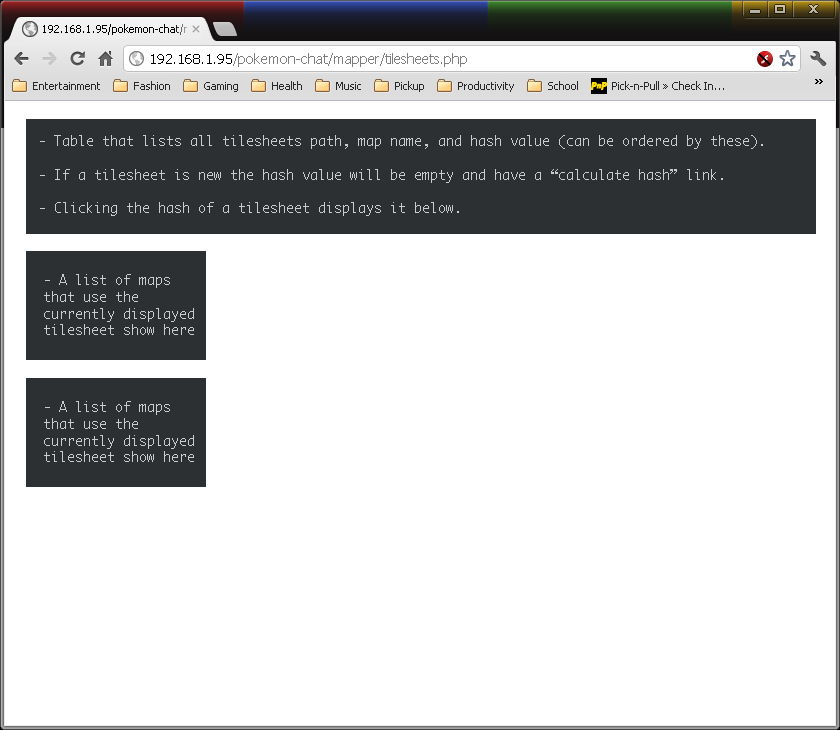 192.168.1.95/pokemon-chat/r
192.168.1.95/pokemon-chat/mapper/tilesheets.php
Entertainment Fashion Gaming Health Music Pickup Productivity School PnP Pick-n-Pull » Check In... »
- Table that lists all tilesheets path, map name, and hash value (can be ordered by these).
- If a tilesheet is new the hash value will be empty and have a “calculate hash” link.
- Clicking the hash of a tilesheet displays it below.
- A list of maps
that use the
currently displayed
tilesheet show here
- A list of maps
that use the
currently displayed
tilesheet show here